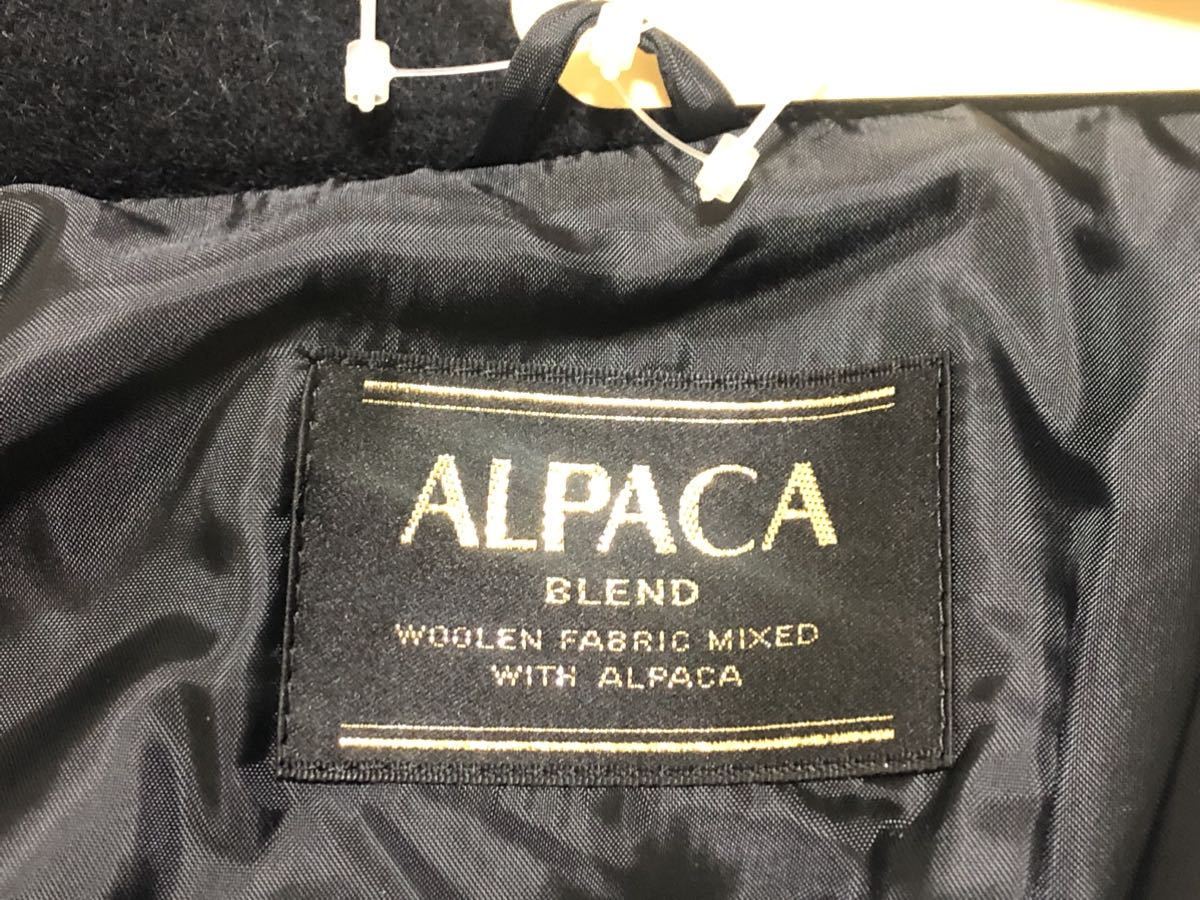 ALPACA
BLEND
WOOLEN FABRIC MIXED
WITH ALPACA